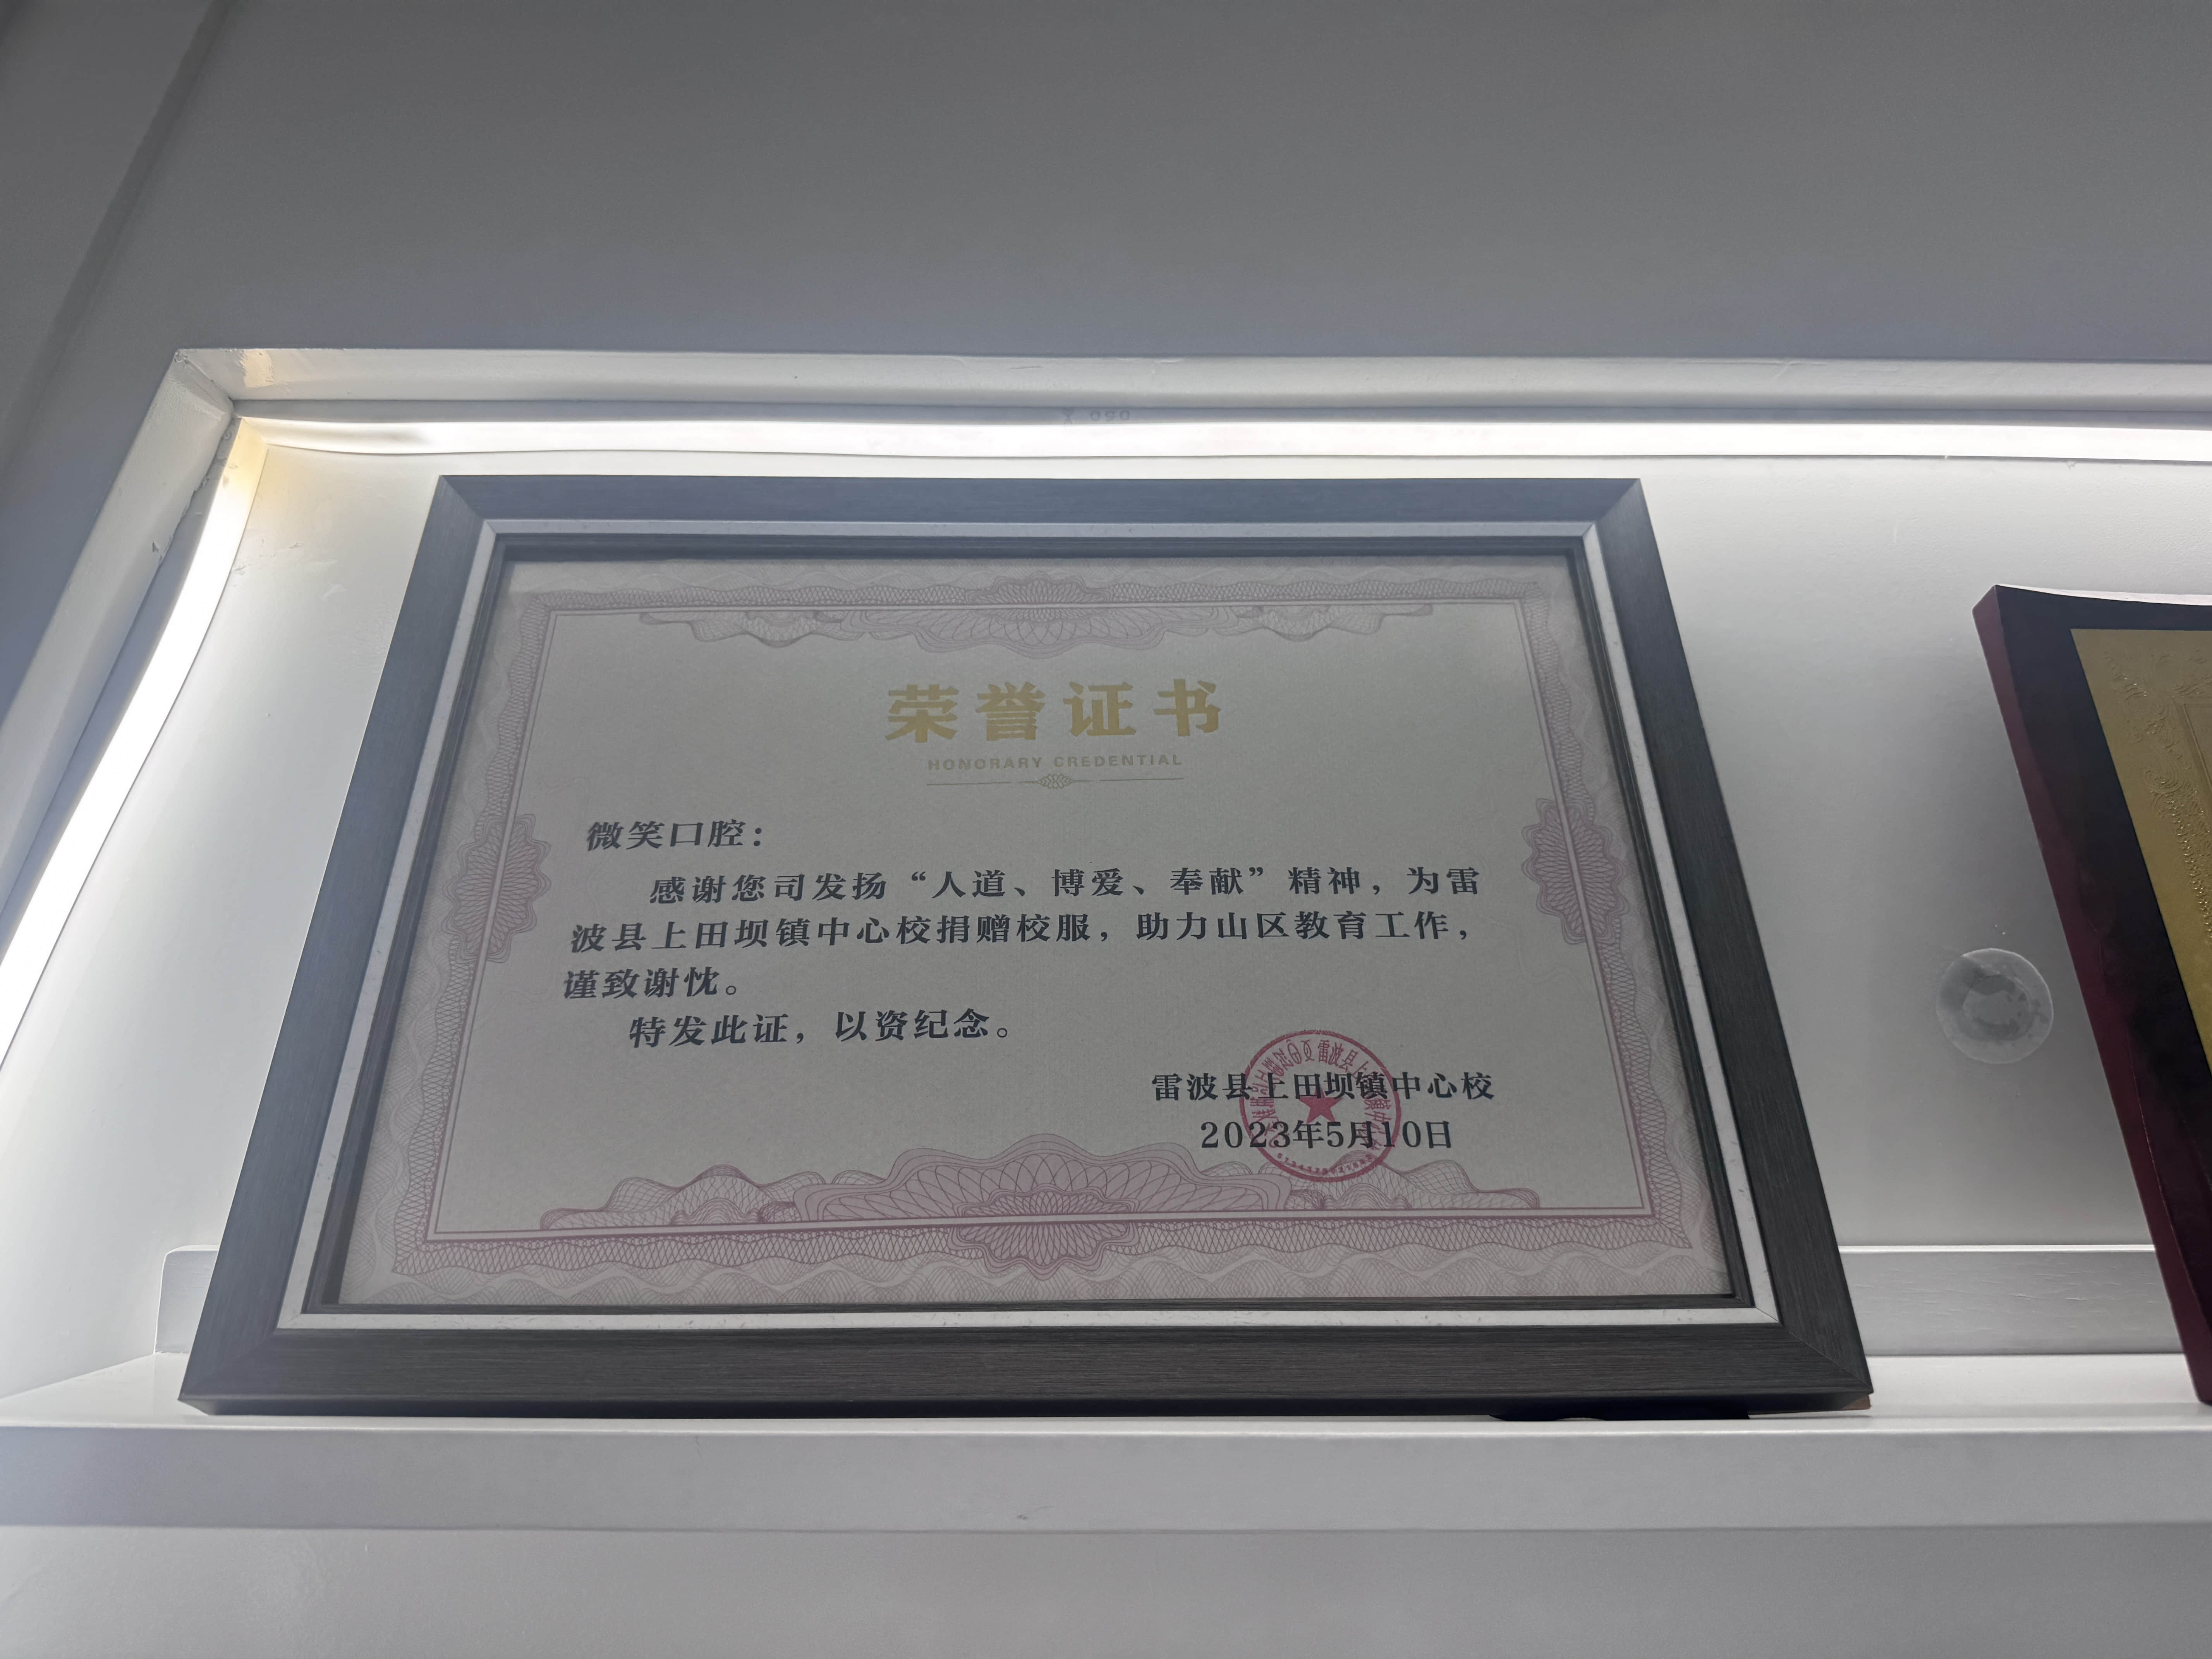 荣誉证书
HONORARY CREDENTIAL
微笑口腔：
感谢您司发扬“人道、博爱、奉献”精神，为雷
波县上田坝镇中心校捐赠校服，助力山区教育工作，
谨致谢忱。
特发此证，以资纪念。
雷波县上田坝镇中心校
2023年5月10日